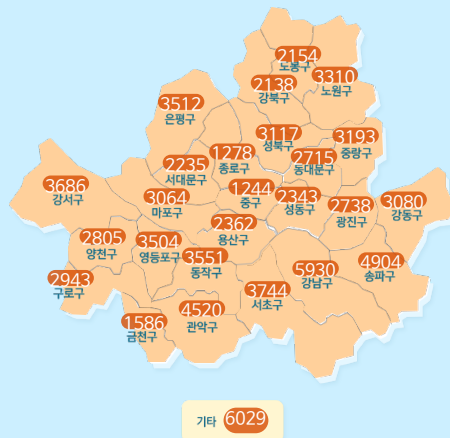 2154
도봉구
2138
강북구
3310
노원구
3512
은평구
3117
성북구
3193
중랑구
1278
종로구
2715
동대문구
2235
서대문구
3686
강서구
3064
마포구
1244
중구
2343
성동구
2738
광진구
3080
강동구
2362
용산구
2805
양천구
3504
영등포구
3551
동작구
5930
강남구
4904
송파구
2943
구로구
3744
서초구
1586
금천구
4520
관악구
기타 6029